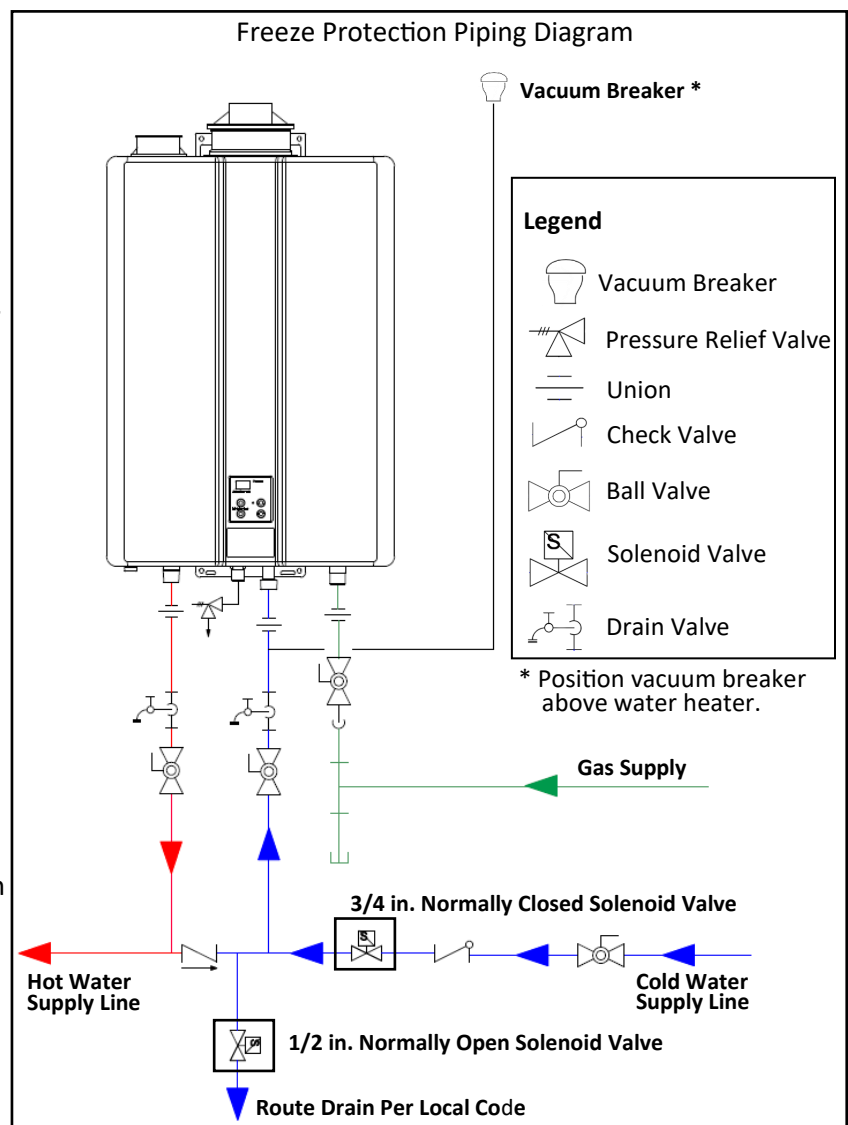 Freeze Protection Piping Diagram
Vacuum Breaker *
Legend
Vacuum Breaker
Pressure Relief Valve
Union
Check Valve
Ball Valve
S
Solenoid Valve
Drain Valve
* Position vacuum breaker
above water heater.
Gas Supply
3/4 in. Normally Closed Solenoid Valve
S
Hot Water
Supply Line
Cold Water
Supply Line
S
1/2 in. Normally Open Solenoid Valve
Route Drain Per Local Code